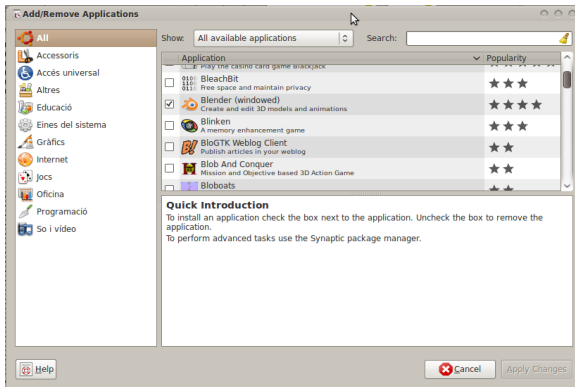 Add/Remove Applications
All
Accessoris
Accés universal
Altres
Educació
Eines del sistema
Gràfics
Internet
Jocs
Oficina
Programació
So i vídeo
Show: All available applications Search:
Application Popularity
Play the casino card game Blackjack
BleachBit
Free space and maintain privacy
Blender (windowed)
Create and edit 3D models and animations
Blinken
A memory enhancement game
BloGTK Weblog Client
Publish articles in your weblog
Blob And Conquer
Mission and Objective based 3D Action Game
Bloboats
Quick Introduction
To install an application check the box next to the application. Uncheck the box to remove the
application.
To perform advanced tasks use the Synaptic package manager.
Help
Cancel
Apply Changes